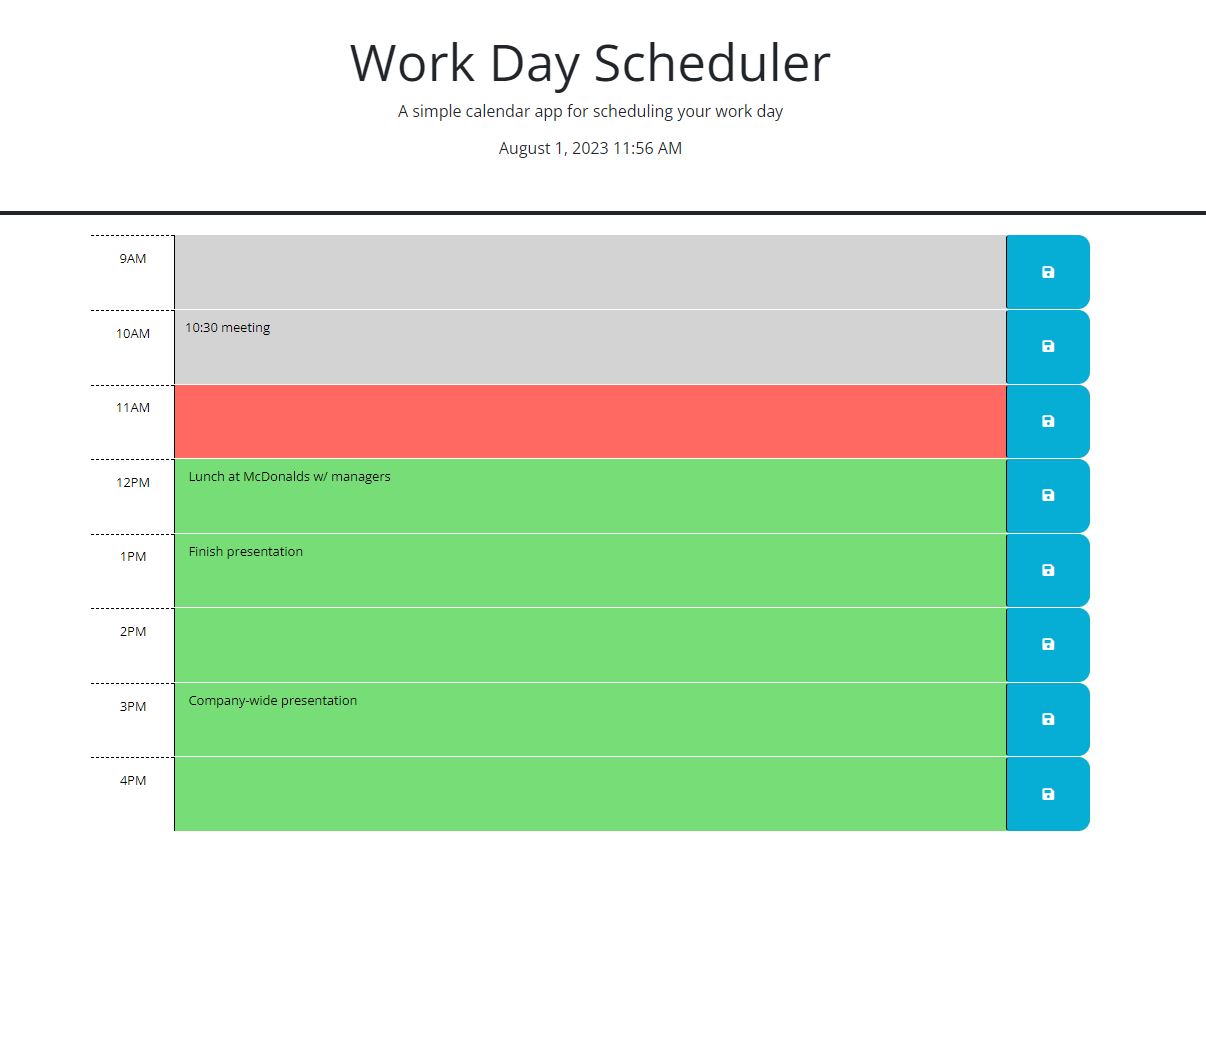 Work Day Scheduler
A simple calendar app for scheduling your work day
August 1, 2023 11:56 AM
9AM
10AM 10:30 meeting
11AM
12PM Lunch at McDonalds w/ managers
1PM Finish presentation
2PM
3PM Company-wide presentation
4PM